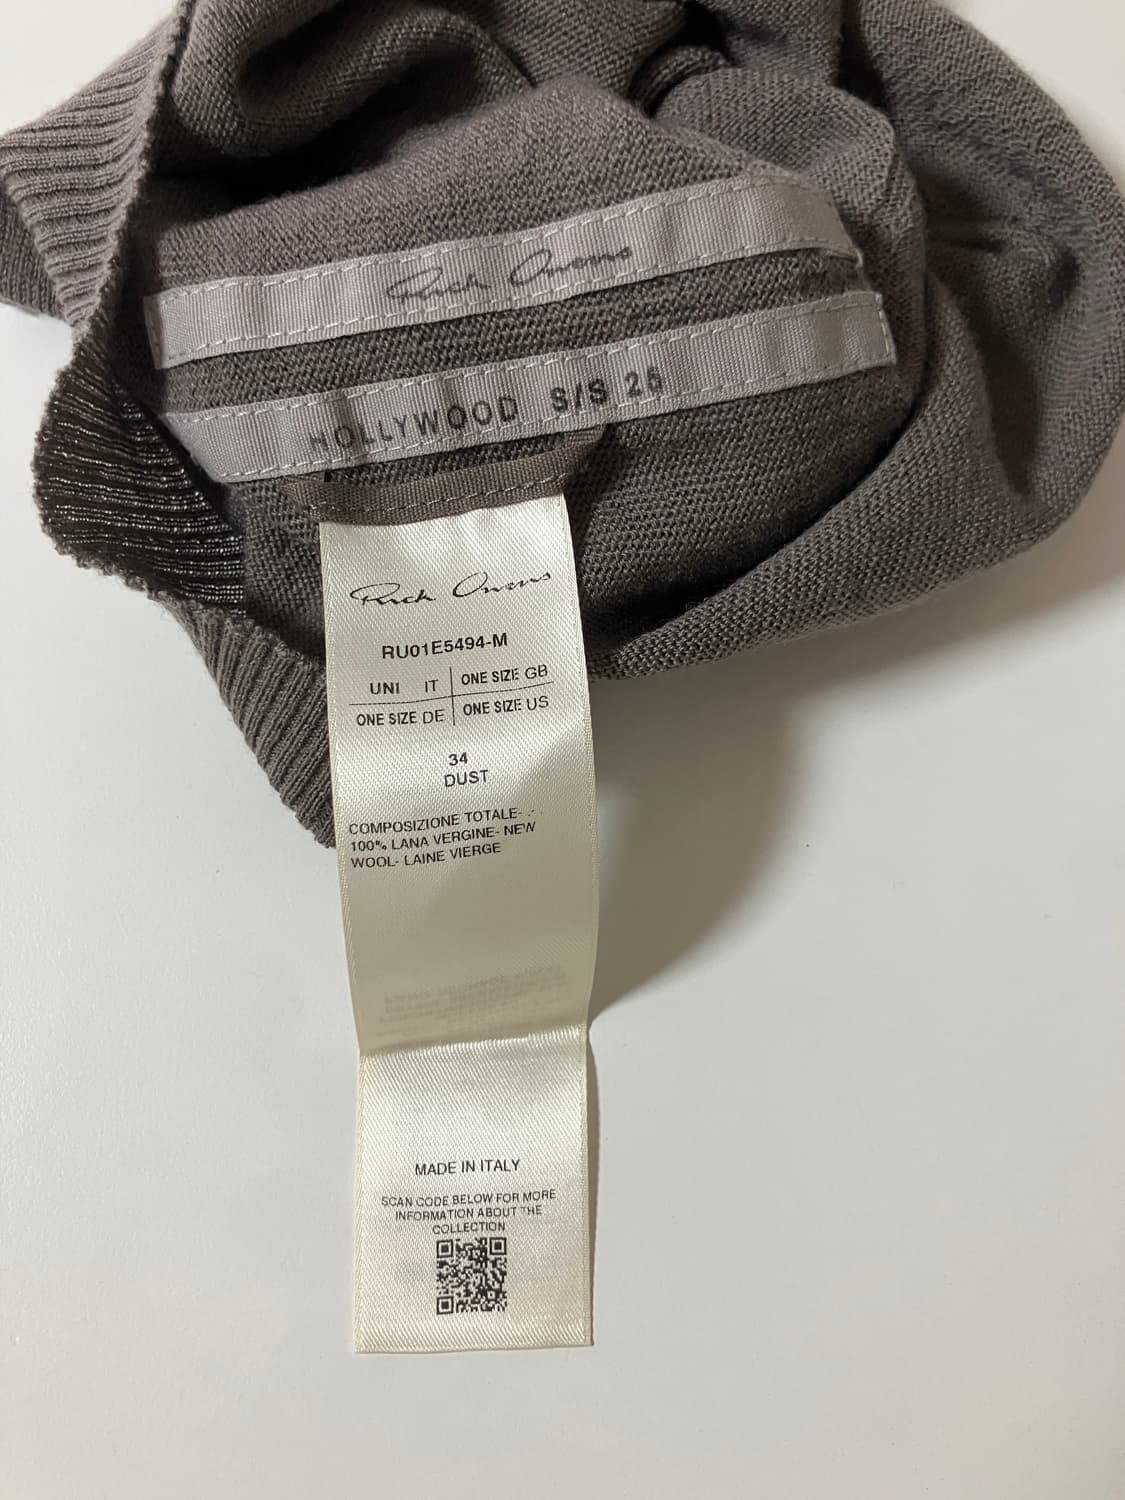 Rick Owens
HOLLYWOOD S/S 25
Rick Owens
RU01E5494-M
UNI IT ONE SIZE GB
ONE SIZE DE ONE SIZE US
34
DUST
COMPOSIZIONE TOTALE-
100% LANA VERGINE- NEW
WOOL- LAINE VIERGE
MADE IN ITALY
SCAN CODE BELOW FOR MORE
INFORMATION ABOUT THE
COLLECTION